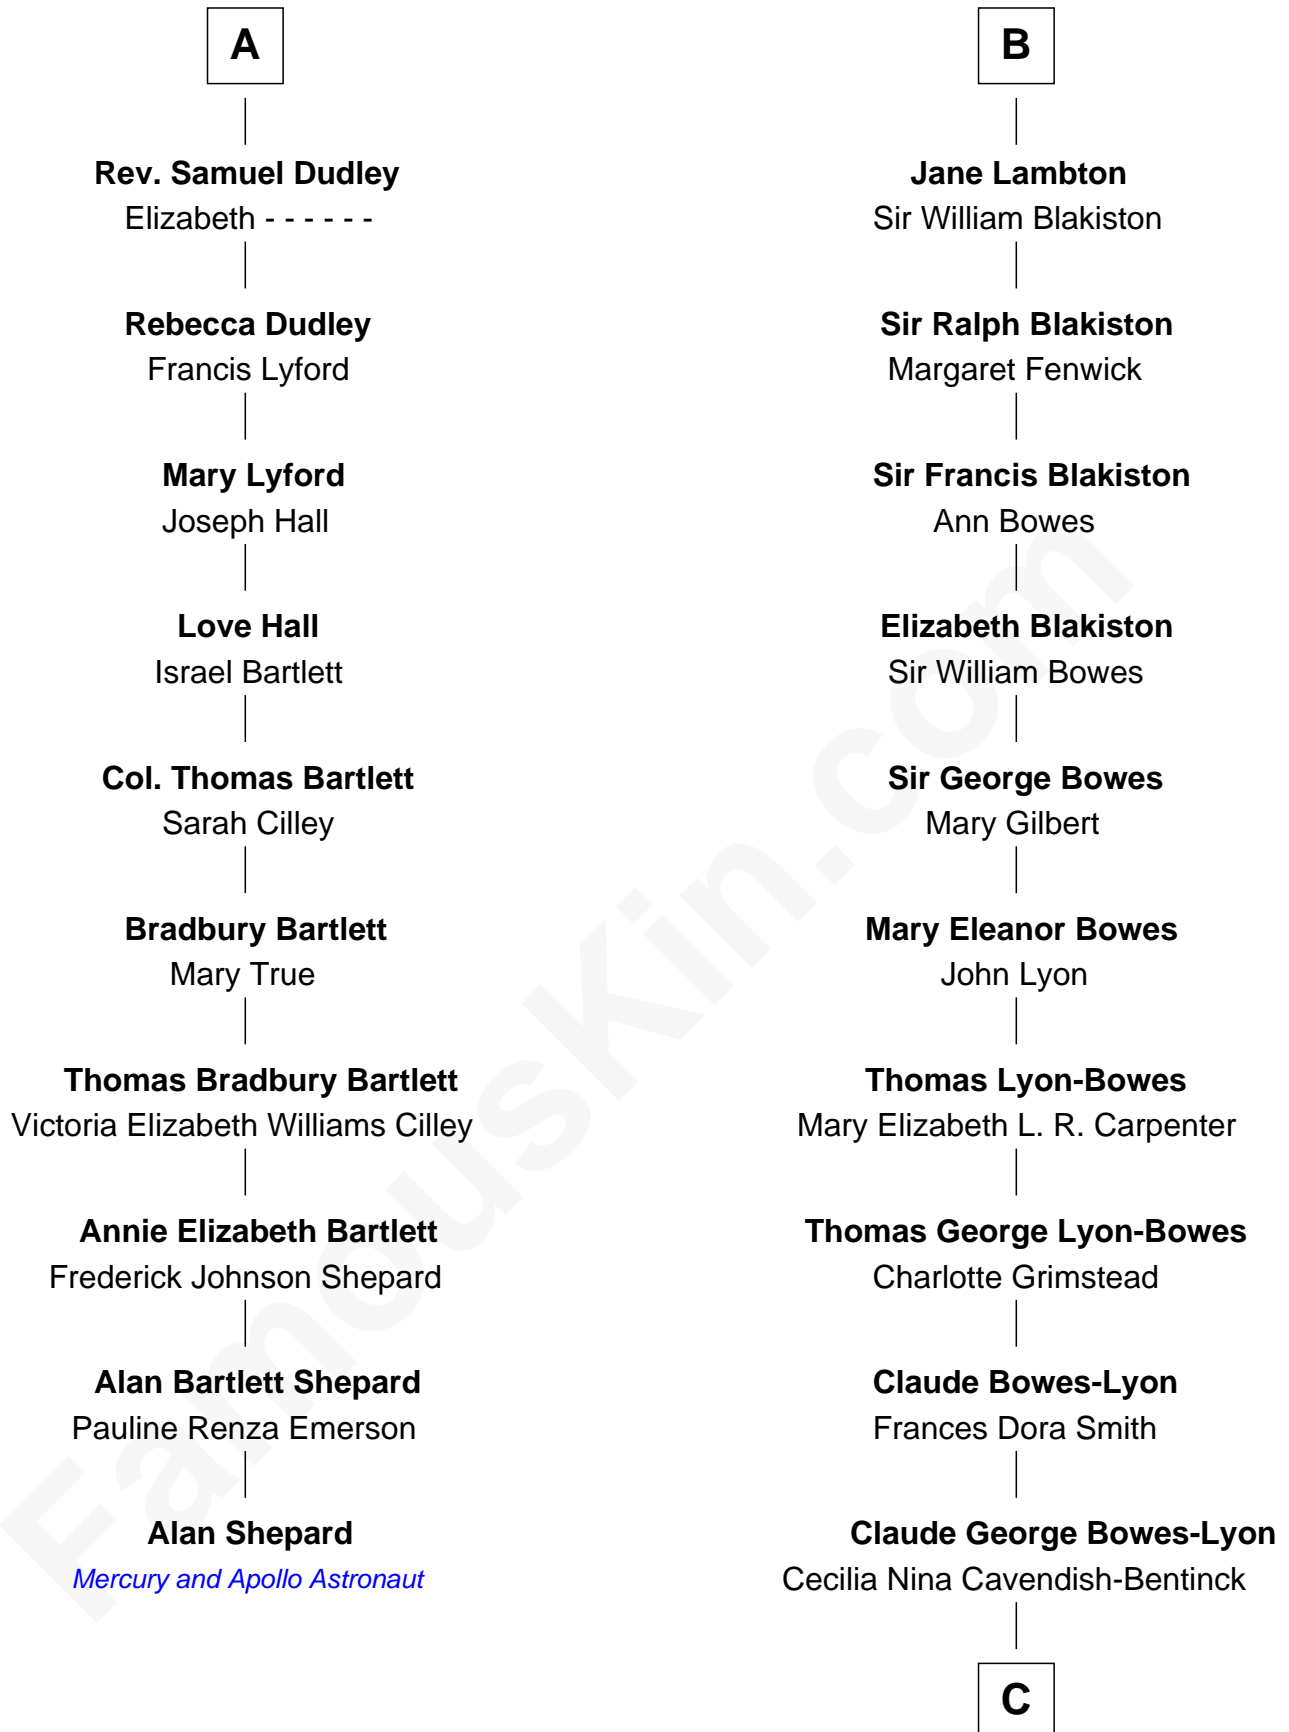 A
Rev. Samuel Dudley
Elizabeth - - - - - -
Rebecca Dudley
Francis Lyford
Mary Lyford
Joseph Hall
Love Hall
Israel Bartlett
Col. Thomas Bartlett
Sarah Cilley
Bradbury Bartlett
Mary True
Thomas Bradbury Bartlett
Victoria Elizabeth Williams Cilley
Annie Elizabeth Bartlett
Frederick Johnson Shepard
Alan Bartlett Shepard
Pauline Renza Emerson
Alan Shepard
Mercury and Apollo Astronaut
B
Jane Lambton
Sir William Blakiston
Sir Ralph Blakiston
Margaret Fenwick
Sir Francis Blakiston
Ann Bowes
Elizabeth Blakiston
Sir William Bowes
Sir George Bowes
Mary Gilbert
Mary Eleanor Bowes
John Lyon
Thomas Lyon-Bowes
Mary Elizabeth L. R. Carpenter
Thomas George Lyon-Bowes
Charlotte Grimstead
Claude Bowes-Lyon
Frances Dora Smith
Claude George Bowes-Lyon
Cecilia Nina Cavendish-Bentinck
C
FamousKin.com